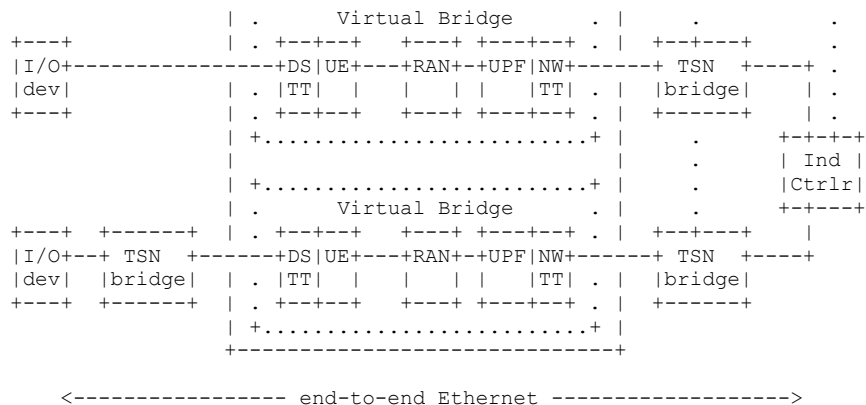 | .      Virtual Bridge       . |    .          .
+---+                | . +--+--+   +---+ +---+--+ . |  +--+---+     .
|I/O+----------------+DS|UE+---+RAN+-+UPF|NW+------+ TSN  +----+ .
|dev|                | . |TT|  |   |   | |   |TT| . |  |bridge|    | .
+---+                | . +--+--+   +---+ +---+--+ . |  +------+    | .
                     | +..........................+ |     .      +-+-+-+
                     |                              |     .      | Ind |
                     | +..........................+ |     .      |Ctrlr|
                     | .      Virtual Bridge       . |    .      +-+---+
+---+  +------+      | . +--+--+   +---+ +---+--+ . |  +------+    |
|I/O+--+ TSN  +------+DS|UE+---+RAN+-+UPF|NW+------+ TSN  +----+
|dev|  |bridge|      | . |TT|  |   |   | |   |TT| . |  |bridge|
+---+  +------+      | . +--+--+   +---+ +---+--+ . |  +------+
                     | +..........................+ |
                     +------------------------------+
<----------------- end-to-end Ethernet ------------------->